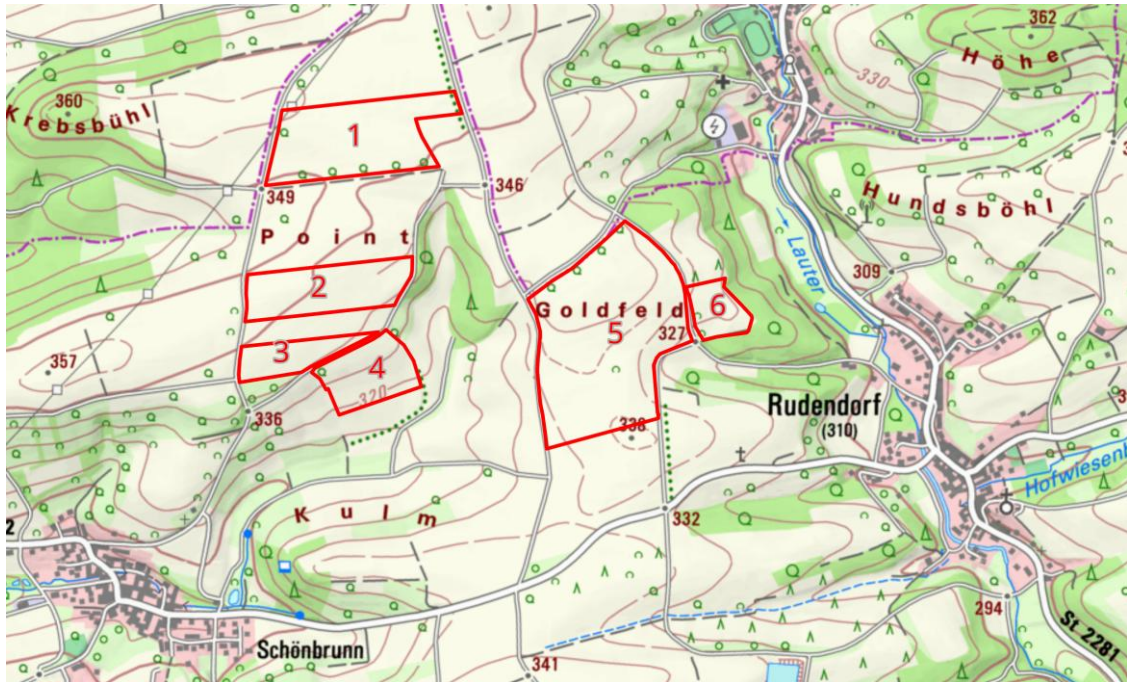 362
Höhe
330
360
Krebsbühl
1
349
346
Hundsböhl
Point
Lauter
309
2
Goldfeld
6
327
5
3
357
4
320
336
Rudendorf
(310)
338
Hofwiesenb
Kulm
332
2
294
St 2281
Schönbrunn
341